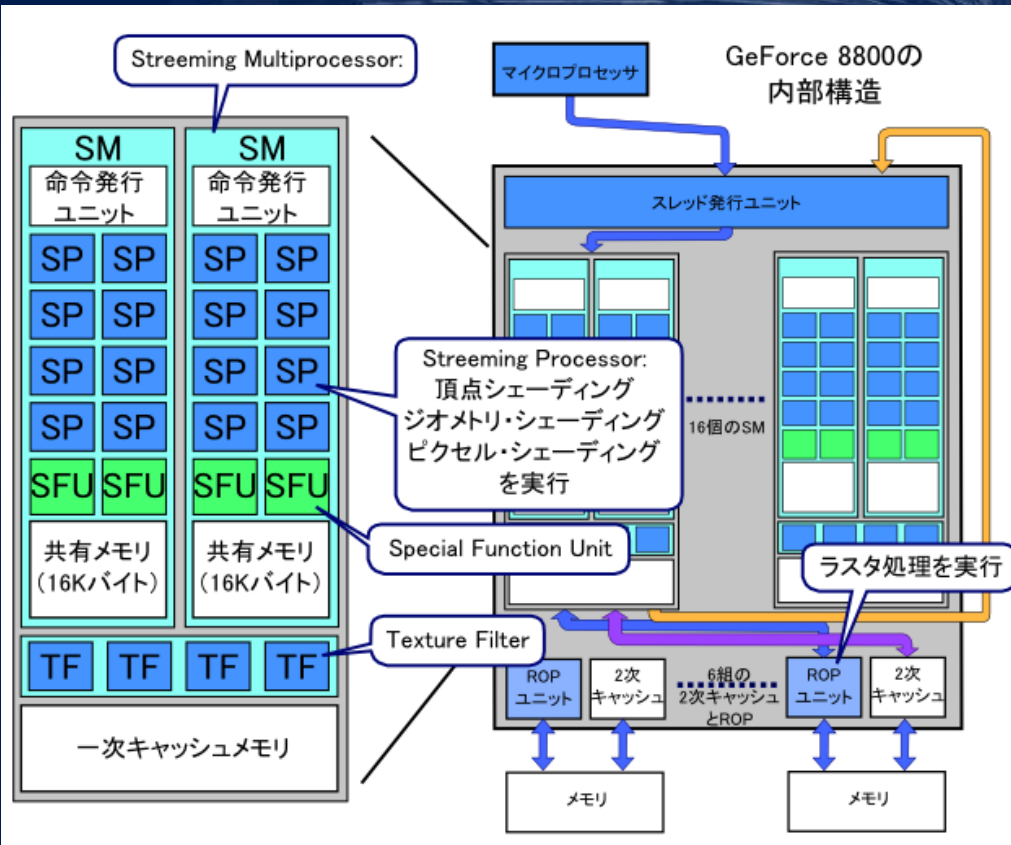 Streeming Multiprocessor:
SM
命令発行
ユニット
SP SP
SP SP
SP SP
SP SP
SFU SFU
共有メモリ
(16Kバイト)
SM
命令発行
ユニット
SP SP
SP SP
SP SP
SP SP
SFU SFU
共有メモリ
(16Kバイト)
TF TF TF TF
一次キャッシュメモリ
GeForce 8800の
内部構造
マイクロプロセッサ
スレッド発行ユニット
Streeming Processor:
頂点シェーディング
ジオメトリ・シェーディング
ピクセル・シェーディング
を実行
16個のSM
Special Function Unit
ラスタ処理を実行
Texture Filter
ROP
ユニット
2次
キャッシュ
6組の
2次キャッシュ
とROP
ROP
ユニット
2次
キャッシュ
メモリ
メモリ